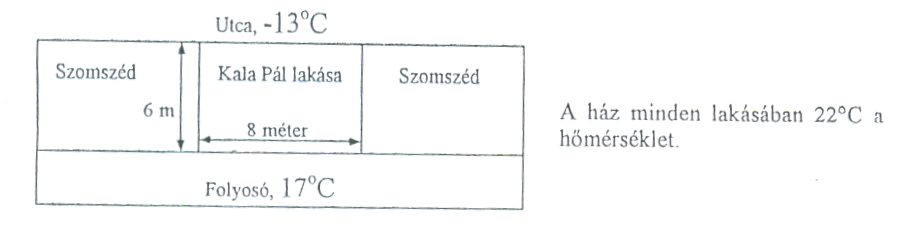 Utca, -13°C
Szomszéd
Kala Pál lakása
Szomszéd
6 m
8 méter
Folyosó, 17°C
A ház minden lakásában 22°C a
hőmérséklet.